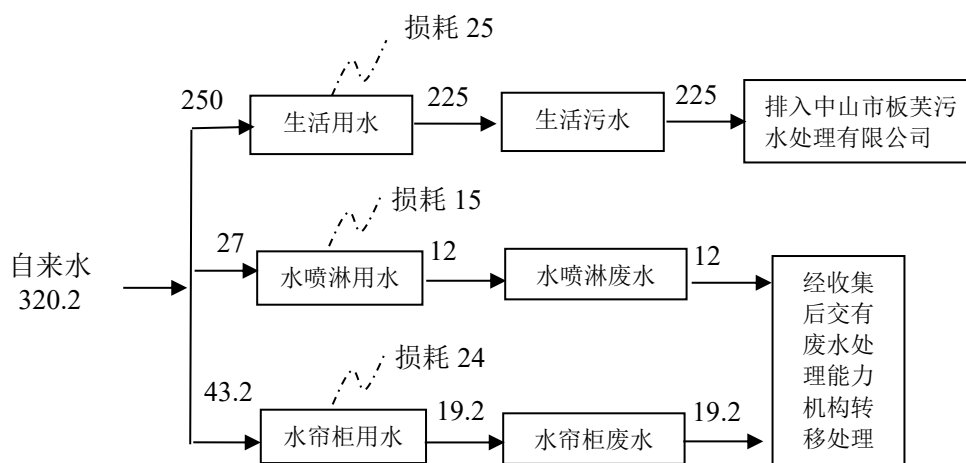 损耗 25
250
生活用水
225
生活污水
225
排入中山市板芙污
水处理有限公司
损耗 15
自来水
320.2
27
水喷淋用水
12
水喷淋废水
12
经收集
后交有
废水处
理能力
机构转
移处理
损耗 24
43.2
水帘柜用水
19.2
水帘柜废水
19.2